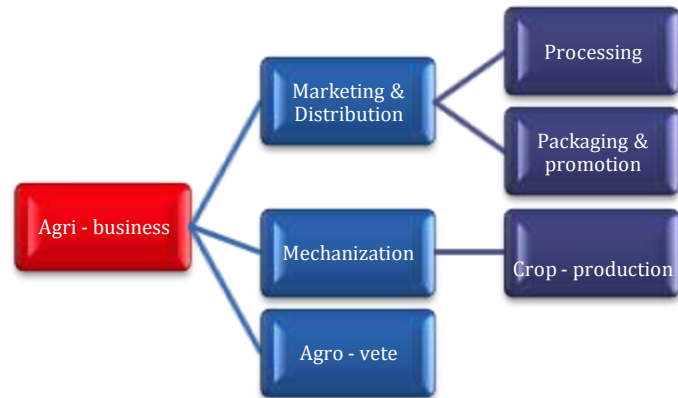 Agri - business
Marketing &
Distribution
Processing
Packaging &
promotion
Mechanization
Crop - production
Agro - vete